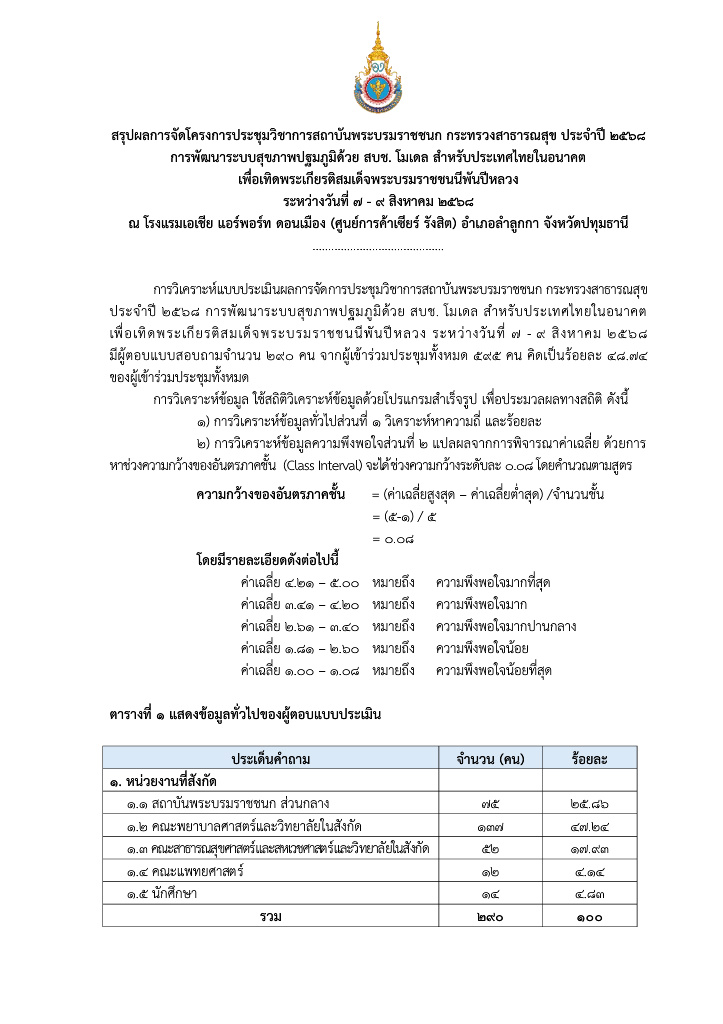 สรุปผลการจัดโครงการประชุมวิชาการสถาบันพระบรมราชชนก กระทรวงสาธารณสุข ประจำปี ๒๕๖๘
การพัฒนาระบบสุขภาพปฐมภูมิด้วย สบช. โมเดล สำหรับประเทศไทยในอนาคต
เพื่อเทิดพระเกียรติสมเด็จพระบรมราชชนนีพันปีหลวง
ระหว่างวันที่ ๗ - ๙ สิงหาคม ๒๕๖๘
ณ โรงแรมเอเชีย แอร์พอร์ท ดอนเมือง (ศูนย์การค้าเซียร์ รังสิต) อำเภอลำลูกกา จังหวัดปทุมธานี
..........................................
การวิเคราะห์แบบประเมินผลการจัดการประชุมวิชาการสถาบันพระบรมราชชนก กระทรวงสาธารณสุข
ประจำปี ๒๕๖๘ การพัฒนาระบบสุขภาพปฐมภูมิด้วย สบช. โมเดล สำหรับประเทศไทยในอนาคต
เพื่อเทิดพระเกียรติสมเด็จพระบรมราชชนนีพันปีหลวง ระหว่างวันที่ ๗ - ๙ สิงหาคม ๒๕๖๘
มีผู้ตอบแบบสอบถามจำนวน ๒๙๐ คน จากผู้เข้าร่วมประชุมทั้งหมด ๕๙๕ คน คิดเป็นร้อยละ ๔๘.๗๔
ของผู้เข้าร่วมประชุมทั้งหมด
การวิเคราะห์ข้อมูล ใช้สถิติวิเคราะห์ข้อมูลด้วยโปรแกรมสำเร็จรูป เพื่อประมวลผลทางสถิติ ดังนี้
๑) การวิเคราะห์ข้อมูลทั่วไปส่วนที่ ๑ วิเคราะห์หาความถี่ และร้อยละ
๒) การวิเคราะห์ข้อมูลความพึงพอใจส่วนที่ ๒ แปลผลจากการพิจารณาค่าเฉลี่ย ด้วยการ
หาช่วงความกว้างของอันตรภาคชั้น (Class Interval) จะได้ช่วงความกว้างระดับละ ๐.๐๘ โดยคำนวณตามสูตร
ความกว้างของอันตรภาคชั้น = (ค่าเฉลี่ยสูงสุด – ค่าเฉลี่ยต่ำสุด) /จำนวนชั้น
= (๕-๑) / ๕
= ๐.๐๘
โดยมีรายละเอียดดังต่อไปนี้
ค่าเฉลี่ย ๔.๒๑ – ๕.๐๐ หมายถึง ความพึงพอใจมากที่สุด
ค่าเฉลี่ย ๓.๔๑ – ๔.๒๐ หมายถึง ความพึงพอใจมาก
ค่าเฉลี่ย ๒.๖๑ – ๓.๔๐ หมายถึง ความพึงพอใจมากปานกลาง
ค่าเฉลี่ย ๑.๘๑ – ๒.๖๐ หมายถึง ความพึงพอใจน้อย
ค่าเฉลี่ย ๑.๐๐ – ๑.๐๘ หมายถึง ความพึงพอใจน้อยที่สุด
ตารางที่ ๑ แสดงข้อมูลทั่วไปของผู้ตอบแบบประเมิน
ประเด็นคำถาม จำนวน (คน) ร้อยละ
๑. หน่วยงานที่สังกัด
๑.๑ สถาบันพระบรมราชชนก ส่วนกลาง ๗๕ ๒๕.๘๖
๑.๒ คณะพยาบาลศาสตร์และวิทยาลัยในสังกัด ๑๓๗ ๔๗.๒๔
๑.๓ คณะสาธารณสุขศาสตร์และสหเวชศาสตร์และวิทยาลัยในสังกัด ๕๒ ๑๗.๙๓
๑.๔ คณะแพทยศาสตร์ ๑๒ ๔.๑๔
๑.๕ นักศึกษา ๑๔ ๔.๘๓
รวม ๒๙๐ ๑๐๐